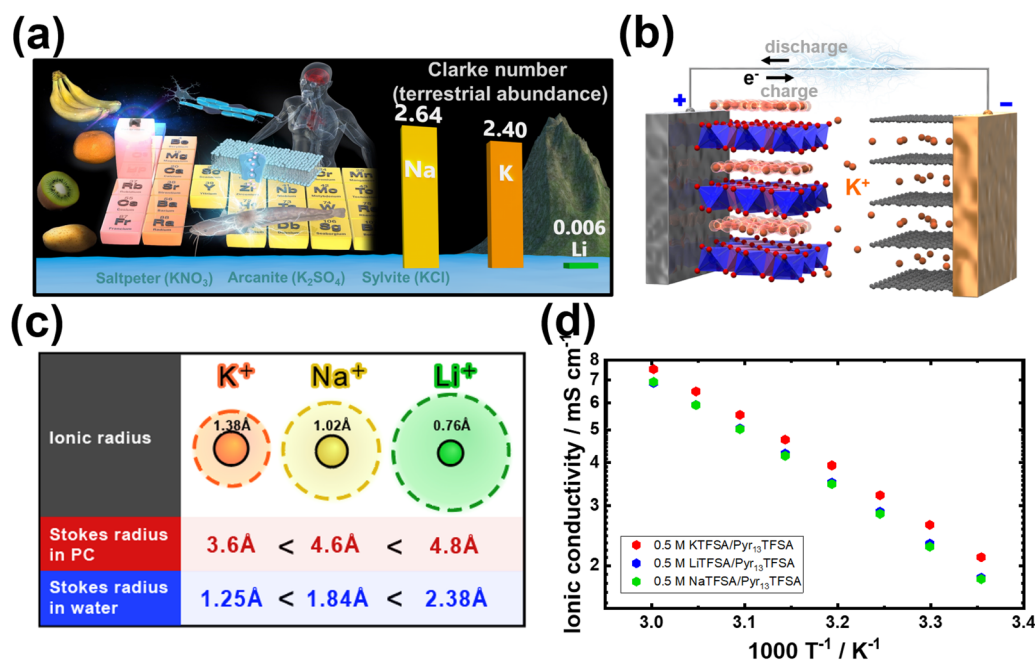 (a)
Clarke number
(terrestrial abundance)
2.64
Na
2.40
K
0.006
Li
Be
Mg
Ca
Sc
Rb
Sr
Y
Zr
Nb
Mo
Cs
Ba
Ta
W
Fr
Ra
Db
Sg
Saltpeter (KNO₃)
Arcanite (K₂SO₄)
Sylvite (KCl)
(b)
discharge
e⁻
charge
+
−
K⁺
(c)
K⁺
Na⁺
Li⁺
Ionic radius
1.38Å
1.02Å
0.76Å
Stokes radius
in PC
3.6Å < 4.6Å < 4.8Å
Stokes radius
in water
1.25Å < 1.84Å < 2.38Å
(d)
Ionic conductivity / mS cm⁻¹
8
7
6
5
4
3
2
0.5 M KTFSA/Pyr₁₃TFSA
0.5 M LiTFSA/Pyr₁₃TFSA
0.5 M NaTFSA/Pyr₁₃TFSA
3.0 3.1 3.2 3.3 3.4
1000 T⁻¹ / K⁻¹